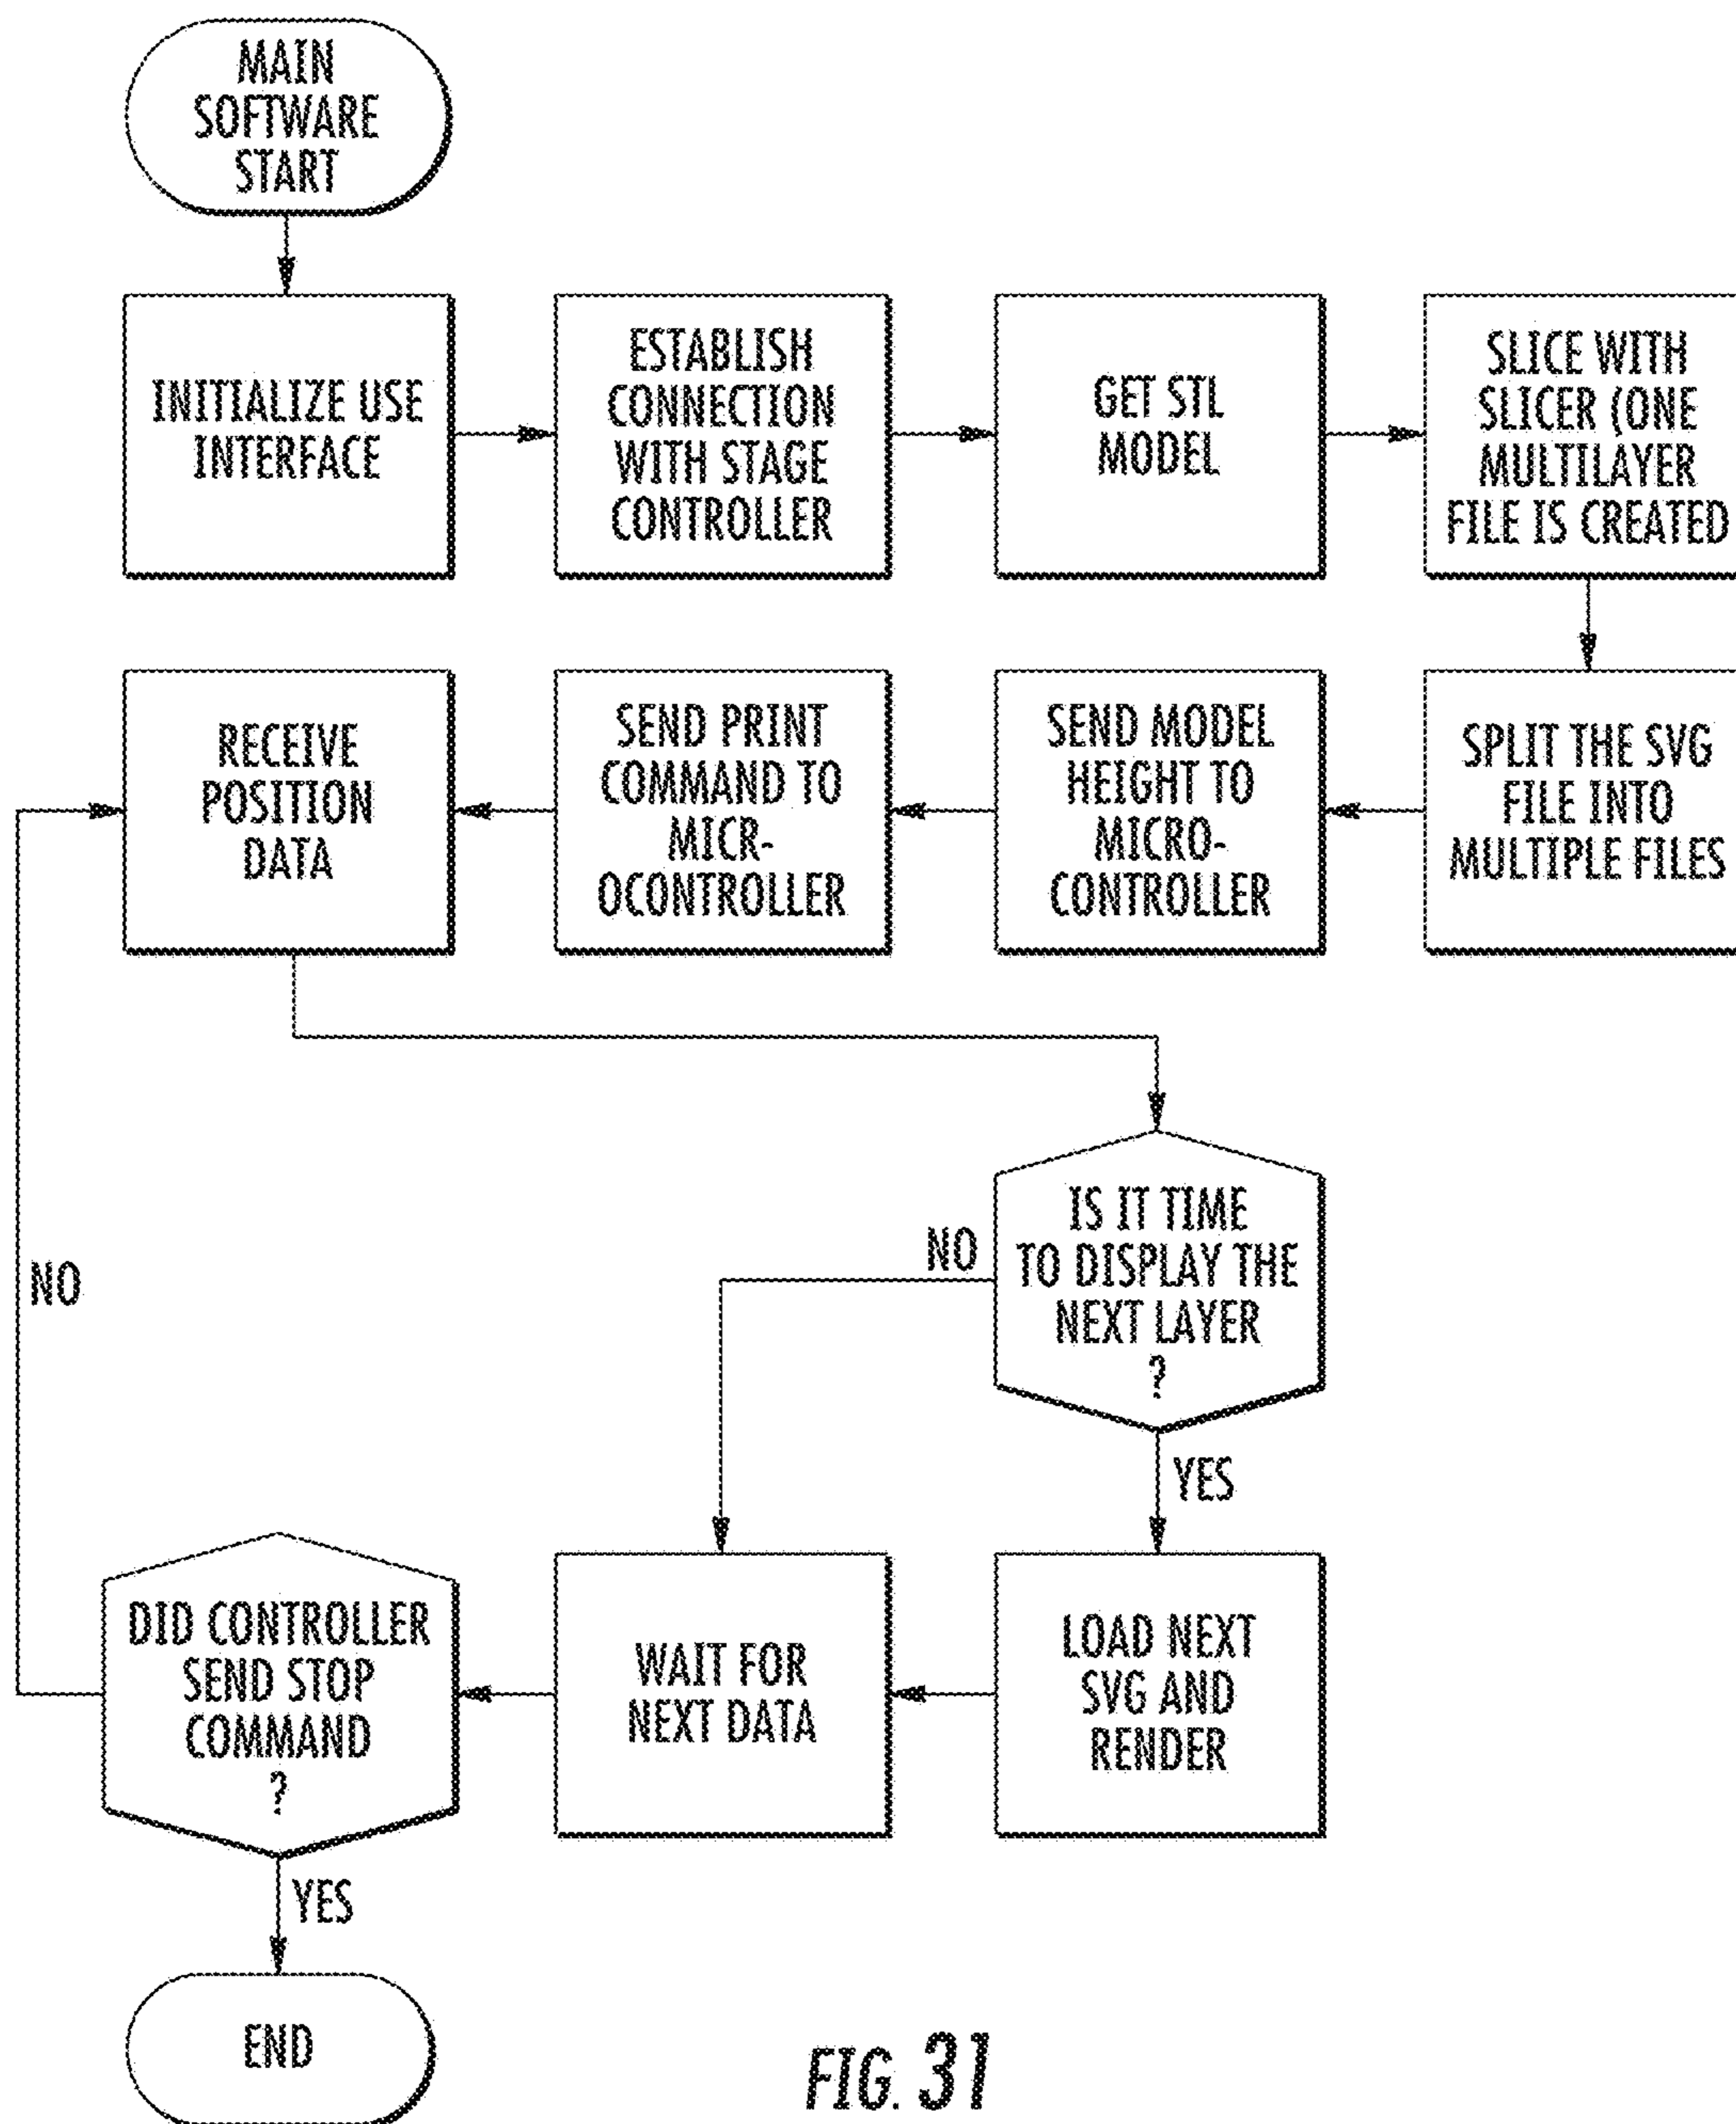 MAIN
SOFTWARE
START
INITIALIZE USE
INTERFACE
ESTABLISH
CONNECTION
WITH STAGE
CONTROLLER
GET STL
MODEL
SLICE WITH
SLICER (ONE
MULTILAYER
FILE IS CREATED
SPLIT THE SVG
FILE INTO
MULTIPLE FILES
SEND MODEL
HEIGHT TO
MICRO-
CONTROLLER
SEND PRINT
COMMAND TO
MICR-
OCONTROLLER
RECEIVE
POSITION
DATA
IS IT TIME
TO DISPLAY THE
NEXT LAYER
?
NO
YES
LOAD NEXT
SVG AND
RENDER
WAIT FOR
NEXT DATA
DID CONTROLLER
SEND STOP
COMMAND
?
NO
YES
END
FIG. 31